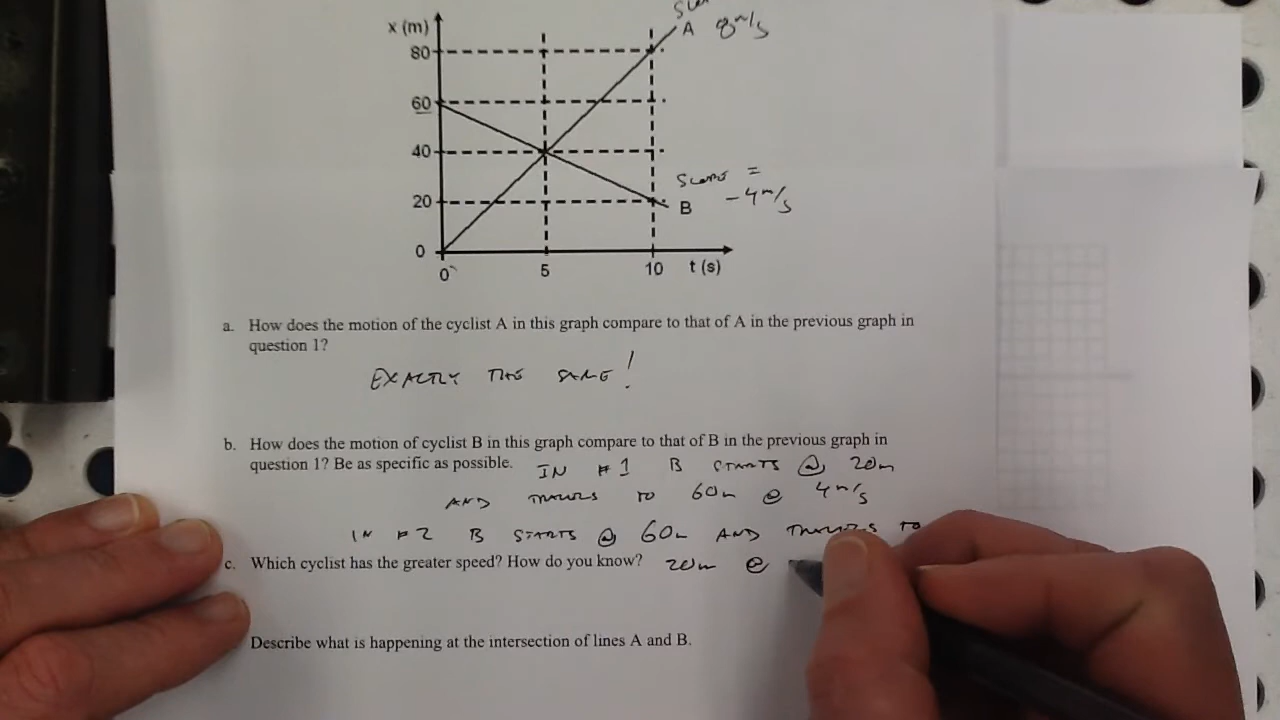 x (m)
A 8 m/s
80
60
40
20
0
SLOPE =
B -4 m/s
0 5 10 t (s)
a. How does the motion of the cyclist A in this graph compare to that of A in the previous graph in
question 1?
EXACTLY THE SAME!
b. How does the motion of cyclist B in this graph compare to that of B in the previous graph in
question 1? Be as specific as possible. IN #1 B STARTS @ 20m
AND TRAVELS TO 60m @ 4 m/s
IN #2 B STARTS @ 60m AND TRAVELS TO
c. Which cyclist has the greater speed? How do you know? 20m @
Describe what is happening at the intersection of lines A and B.